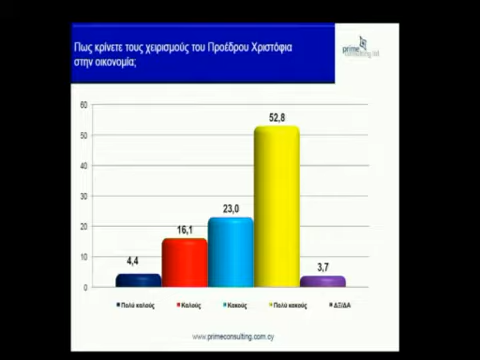 Πως κρίνετε τους χειρισμούς του Προέδρου Χριστόφια
στην οικονομία;
prime
consulting ltd
60
50
40
30
20
10
0
4,4
16,1
23,0
52,8
3,7
Πολύ καλούς
Καλούς
Κακούς
Πολύ κακούς
ΔΞ/ΔΑ
www.primeconsulting.com.cy